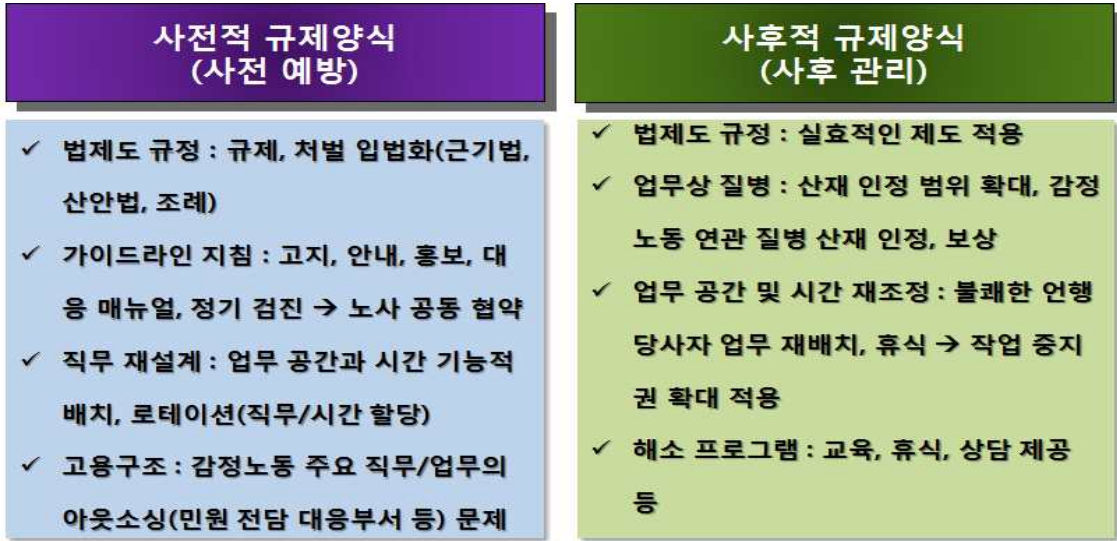 사전적 규제양식
(사전 예방)
✓ 법제도 규정 : 규제, 처벌 입법화(근기법,
산안법, 조례)
✓ 가이드라인 지침 : 고지, 안내, 홍보, 대
응 매뉴얼, 정기 검진 → 노사 공동 협약
✓ 직무 재설계 : 업무 공간과 시간 기능적
배치, 로테이션(직무/시간 할당)
✓ 고용구조 : 감정노동 주요 직무/업무의
아웃소싱(민원 전담 대응부서 등) 문제
사후적 규제양식
(사후 관리)
✓ 법제도 규정 : 실효적인 제도 적용
✓ 업무상 질병 : 산재 인정 범위 확대, 감정
노동 연관 질병 산재 인정, 보상
✓ 업무 공간 및 시간 재조정 : 불쾌한 언행
당사자 업무 재배치, 휴식 → 작업 중지
권 확대 적용
✓ 해소 프로그램 : 교육, 휴식, 상담 제공
등